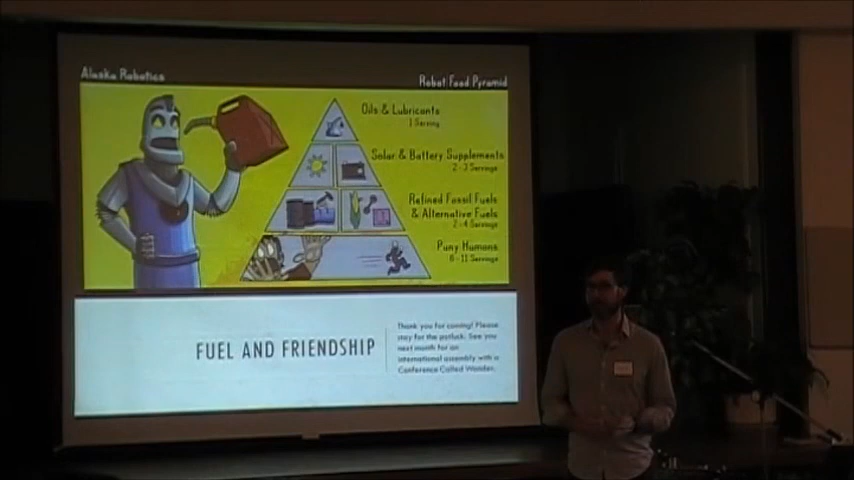 Alaska Robotics
Robot Food Pyramid
Oils & Lubricants
1 Serving
Solar & Battery Supplements
2 - 3 Servings
Refined Fossil Fuels
& Alternative Fuels
2 - 4 Servings
Puny Humans
6 - 11 Servings
FUEL AND FRIENDSHIP
Thank you for coming! Please
stay for the potluck. See you
next month for an
international assembly with a
Conference Called Wonder.